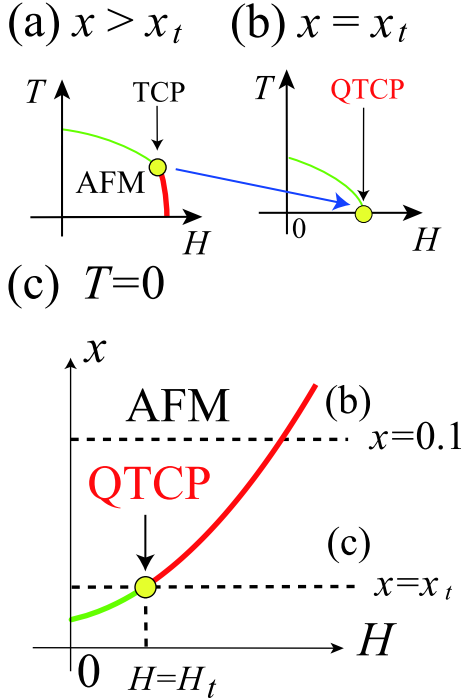 (a) x > x_t
(b) x = x_t
T
TCP
AFM
H
T
QTCP
0
H
(c) T=0
x
AFM
(b)
x=0.1
QTCP
(c)
x=x_t
0
H=H_t
H